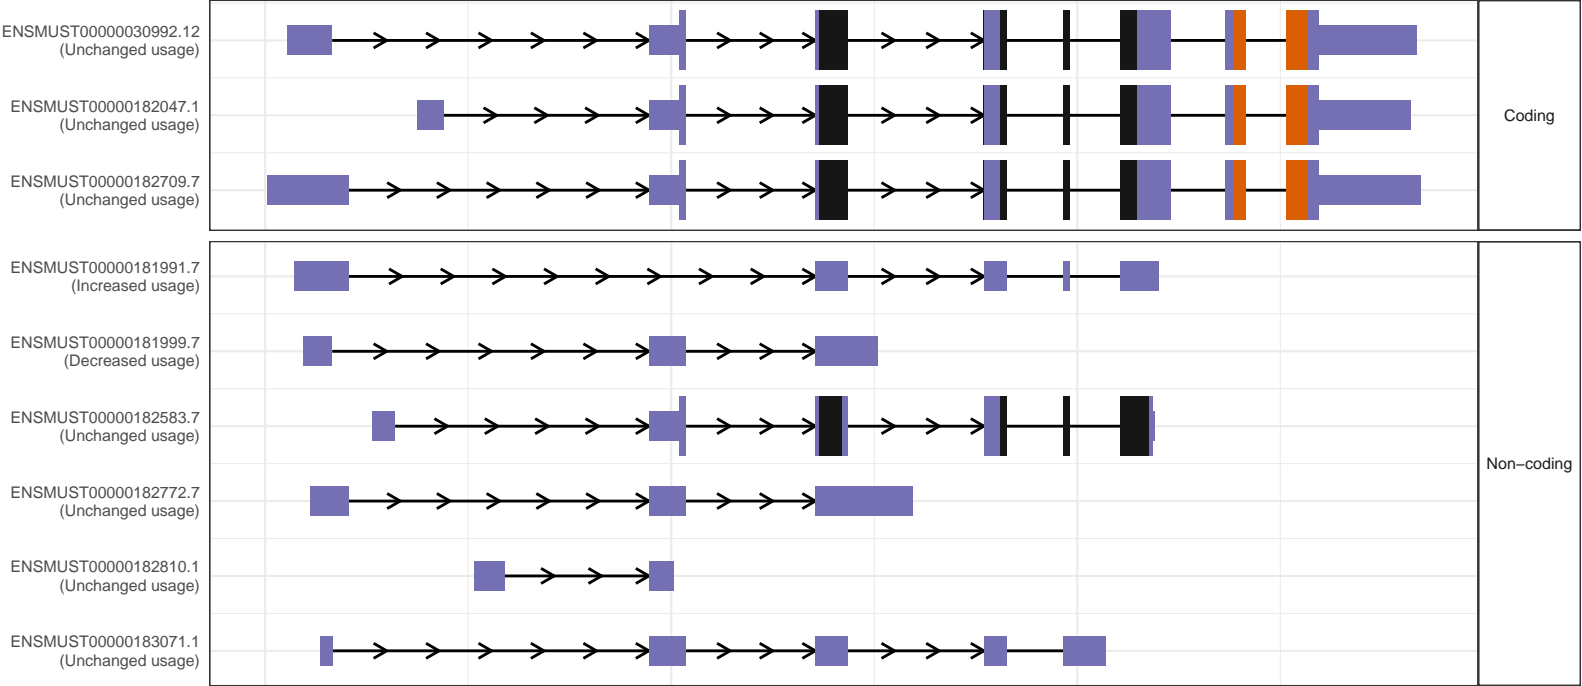 ENSMUST00000030992.12
(Unchanged usage)
ENSMUST00000182047.1
(Unchanged usage)
ENSMUST00000182709.7
(Unchanged usage)
Coding
ENSMUST00000181991.7
(Increased usage)
ENSMUST00000181999.7
(Decreased usage)
ENSMUST00000182583.7
(Unchanged usage)
ENSMUST00000182772.7
(Unchanged usage)
ENSMUST00000182810.1
(Unchanged usage)
ENSMUST00000183071.1
(Unchanged usage)
Non−coding